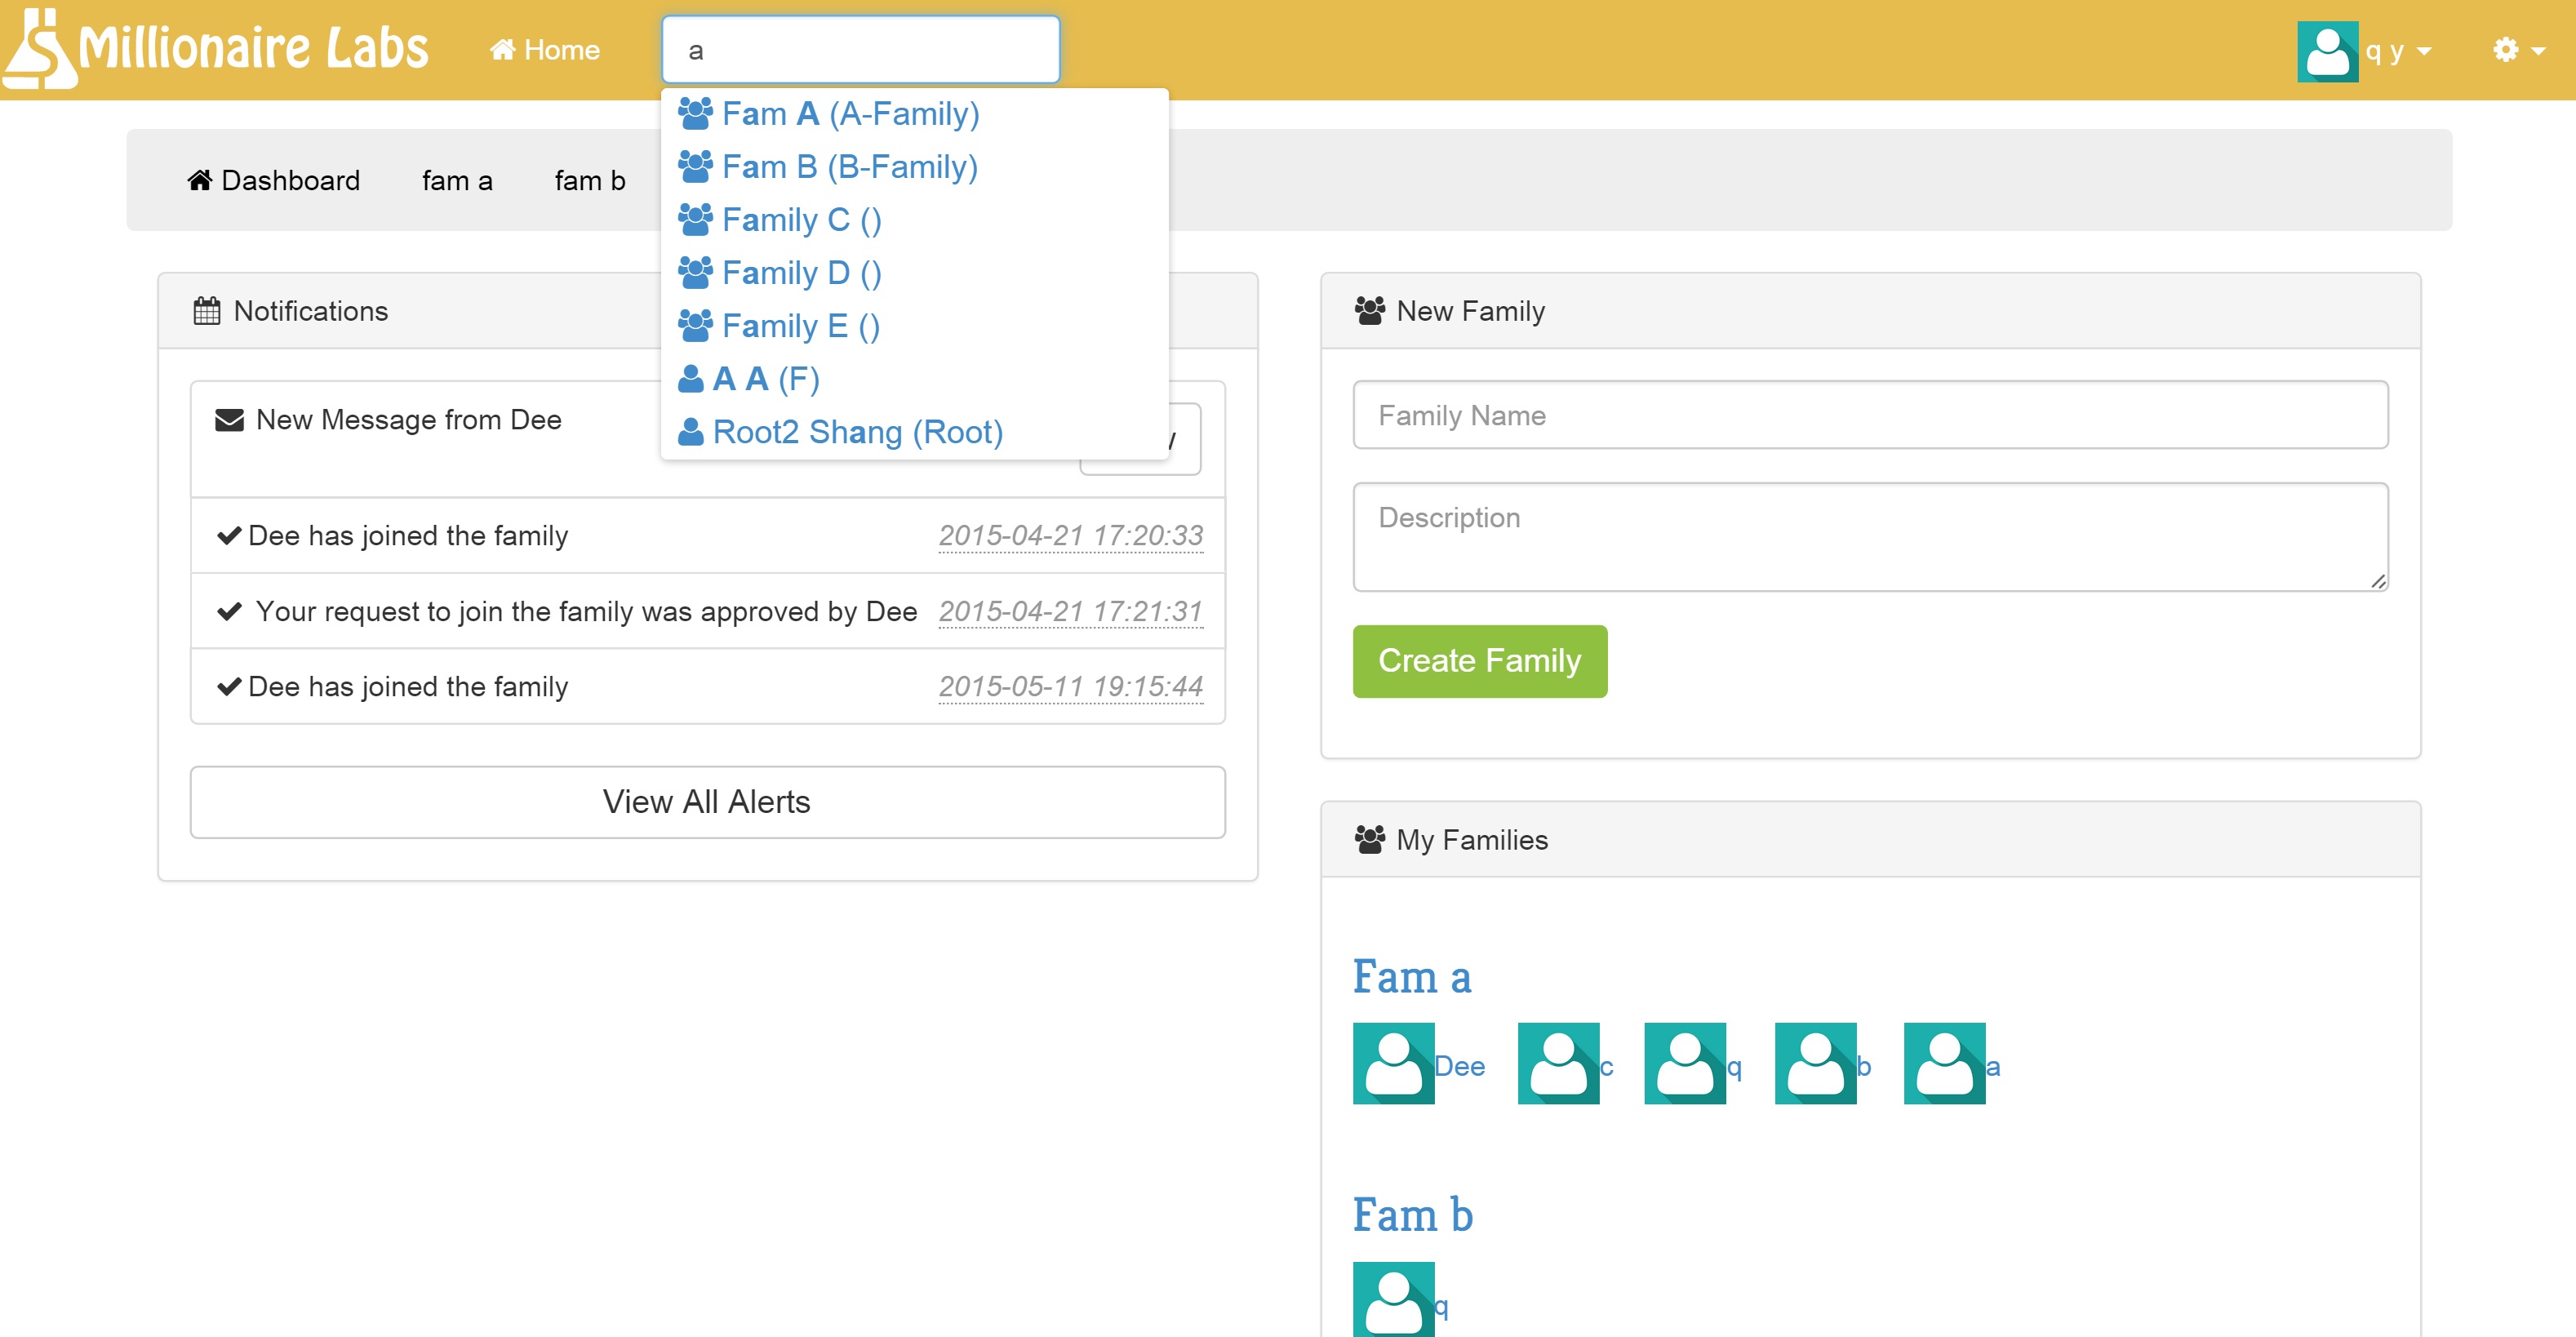 Millionaire Labs
Home
a
q y
Fam A (A-Family)
Fam B (B-Family)
Family C ()
Family D ()
Family E ()
A A (F)
Root2 Shang (Root)
Dashboard
fam a
fam b
Notifications
New Message from Dee
Dee has joined the family 2015-04-21 17:20:33
Your request to join the family was approved by Dee 2015-04-21 17:21:31
Dee has joined the family 2015-05-11 19:15:44
View All Alerts
New Family
Family Name
Description
Create Family
My Families
Fam a
Dee c q b a
Fam b
q